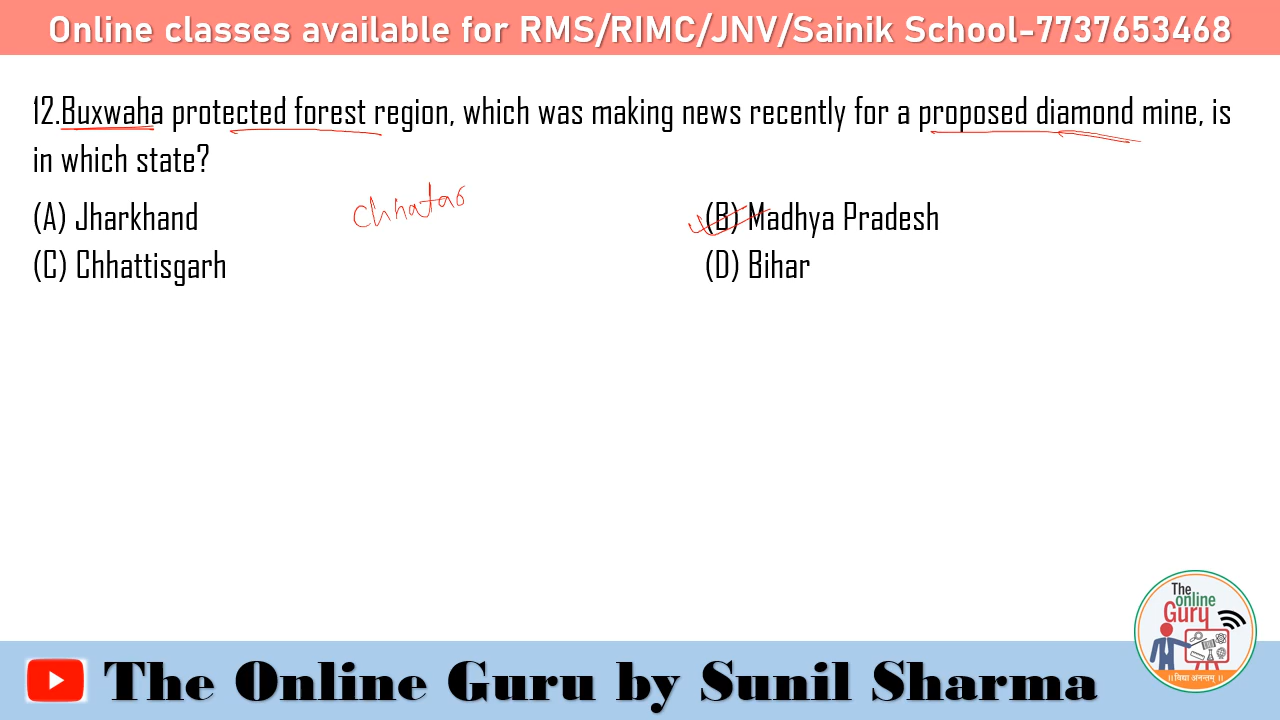 Online classes available for RMS/RIMC/JNV/Sainik School-7737653468
12.Buxwaha protected forest region, which was making news recently for a proposed diamond mine, is
in which state?
(A) Jharkhand
Chhatar
(B) Madhya Pradesh
(C) Chhattisgarh
(D) Bihar
The
online
Guru
।। विद्या अनन्तम् ।।
The Online Guru by Sunil Sharma